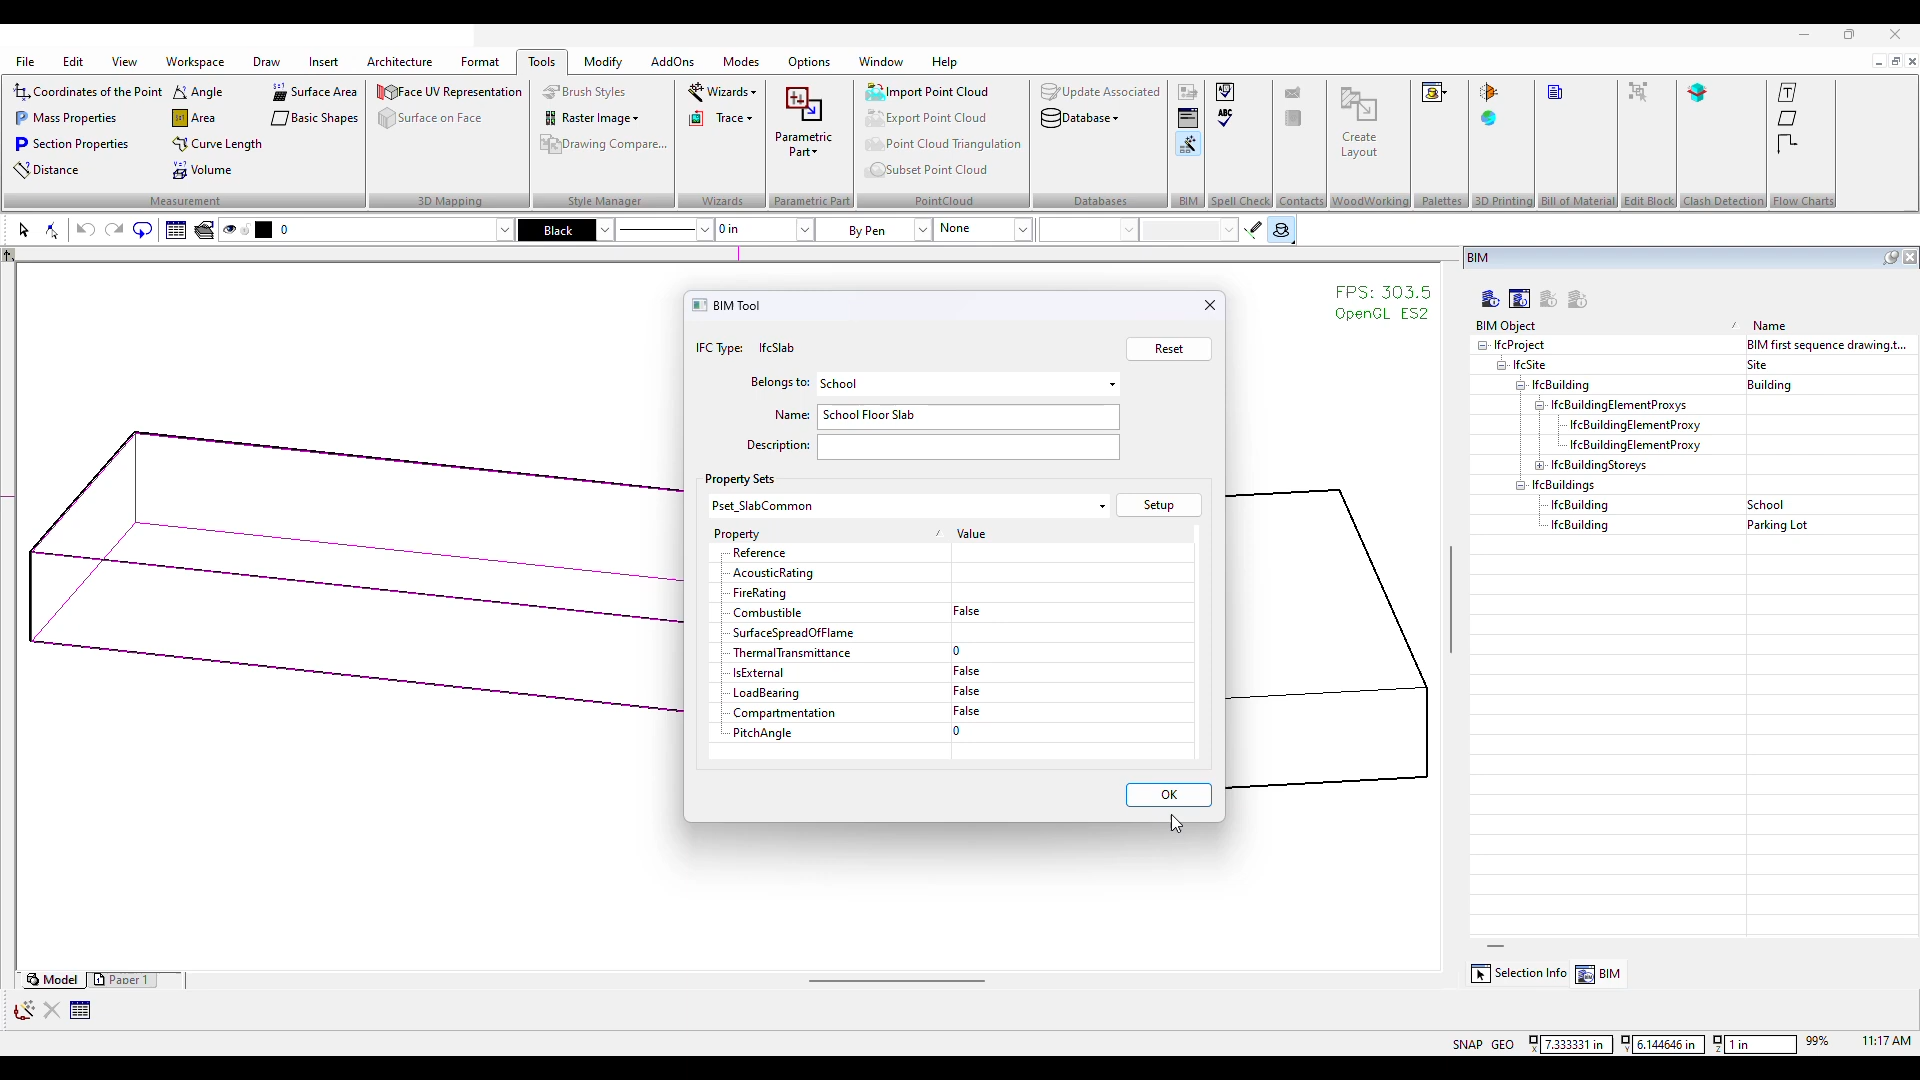 File Edit View Workspace Draw Insert Architecture Format Tools Modify AddOns Modes Options Window Help
Coordinates of the Point Angle Surface Area Face UV Representation Brush Styles Wizards Import Point Cloud Update Associated
Mass Properties Area Basic Shapes Surface on Face Raster Image Trace Export Point Cloud Database ABC
Section Properties Curve Length Drawing Compare... Parametric Part Point Cloud Triangulation Create Layout
Distance Volume Subset Point Cloud
Measurement 3D Mapping Style Manager Wizards Parametric Part PointCloud Databases BIM Spell Check Contacts WoodWorking Palettes 3D Printing Bill of Material Edit Block Clash Detection Flow Charts
0 Black 0 in By Pen None
BIM
FPS: 303.5
OpenGL ES2
BIM Object Name
IfcProject BIM first sequence drawing.t...
IfcSite Site
IfcBuilding Building
IfcBuildingElementProxys
IfcBuildingElementProxy
IfcBuildingElementProxy
IfcBuildingStoreys
IfcBuildings
IfcBuilding School
IfcBuilding Parking Lot
BIM Tool
IFC Type: IfcSlab Reset
Belongs to: School
Name: School Floor Slab
Description:
Property Sets
Pset_SlabCommon Setup
Property Value
Reference
AcousticRating
FireRating
Combustible False
SurfaceSpreadOfFlame
ThermalTransmittance 0
IsExternal False
LoadBearing False
Compartmentation False
PitchAngle 0
OK
Model Paper 1
Selection Info BIM
SNAP GEO X 7.333331 in Y 6.144646 in Z 1 in 99% 11:17 AM